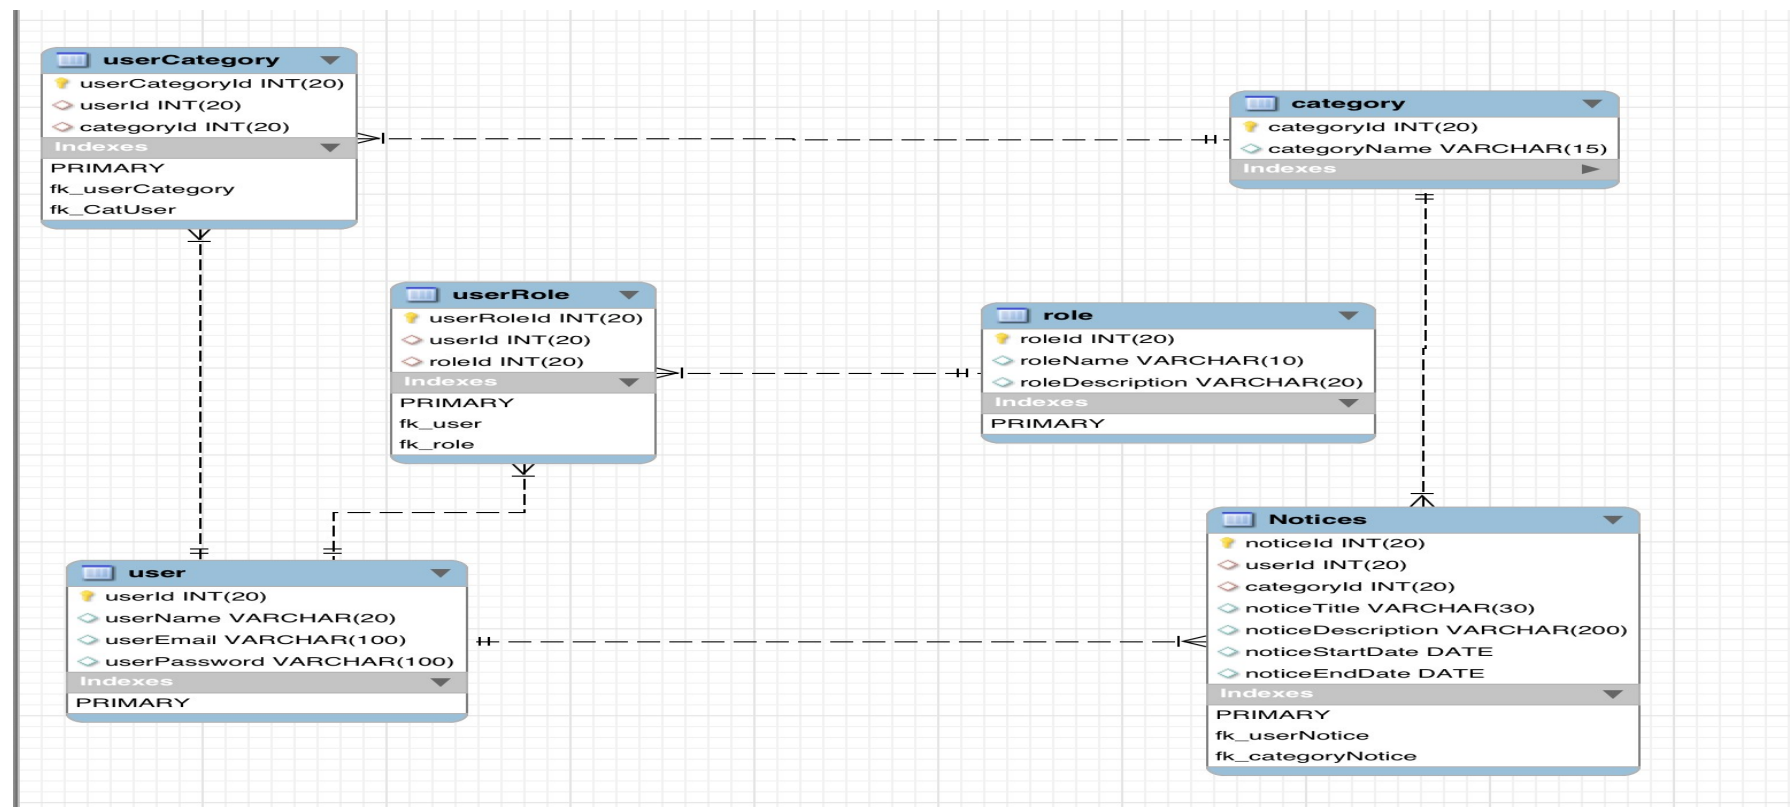 userCategory
userCategoryId INT(20)
userId INT(20)
categoryId INT(20)
Indexes
PRIMARY
fk_userCategory
fk_CatUser
category
categoryId INT(20)
categoryName VARCHAR(15)
Indexes
userRole
userRoleId INT(20)
userId INT(20)
roleId INT(20)
Indexes
PRIMARY
fk_user
fk_role
role
roleId INT(20)
roleName VARCHAR(10)
roleDescription VARCHAR(20)
Indexes
PRIMARY
user
userId INT(20)
userName VARCHAR(20)
userEmail VARCHAR(100)
userPassword VARCHAR(100)
Indexes
PRIMARY
Notices
noticeId INT(20)
userId INT(20)
categoryId INT(20)
noticeTitle VARCHAR(30)
noticeDescription VARCHAR(200)
noticeStartDate DATE
noticeEndDate DATE
Indexes
PRIMARY
fk_userNotice
fk_categoryNotice